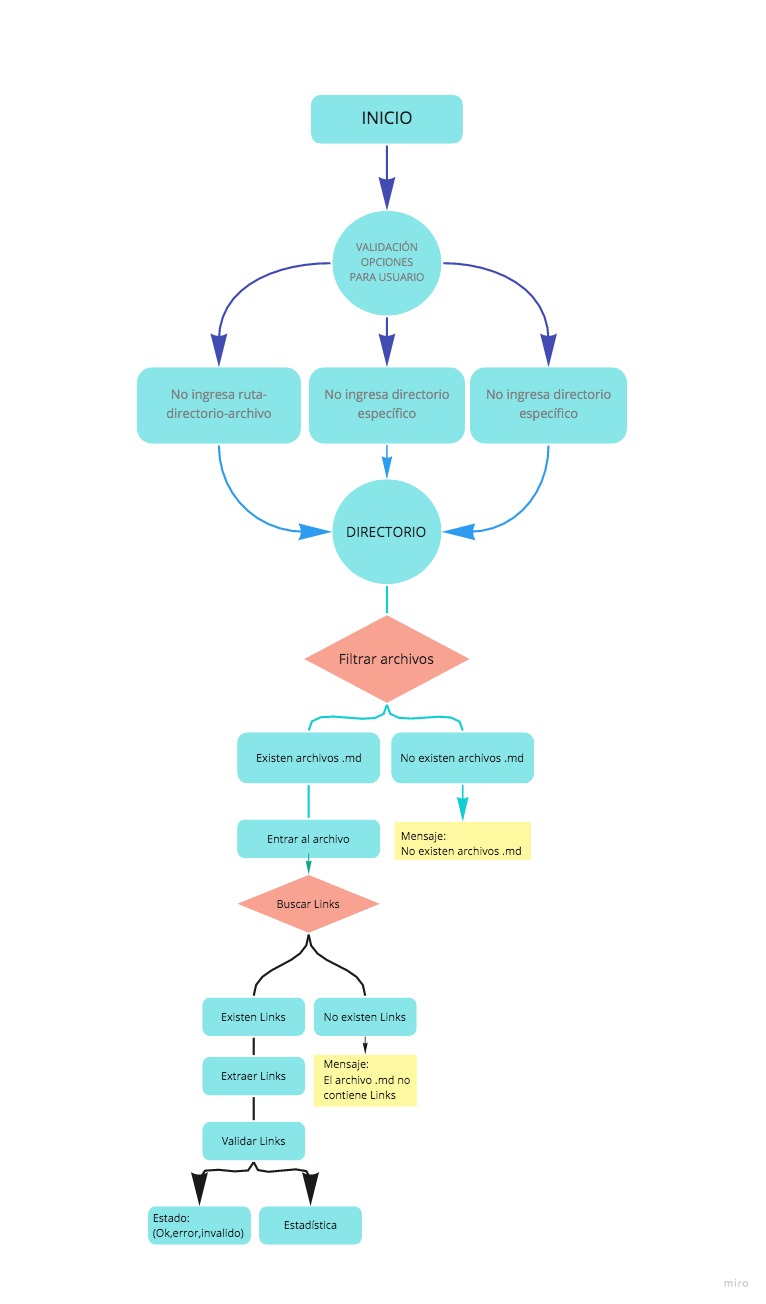 INICIO
VALIDACIÓN
OPCIONES
PARA USUARIO
No ingresa ruta-
directorio-archivo
No ingresa directorio
específico
No ingresa directorio
específico
DIRECTORIO
Filtrar archivos
Existen archivos .md
No existen archivos .md
Entrar al archivo
Mensaje:
No existen archivos .md
Buscar Links
Existen Links
No existen Links
Extraer Links
Mensaje:
El archivo .md no
contiene Links
Validar Links
Estado:
(Ok,error,invalido)
Estadística
miro